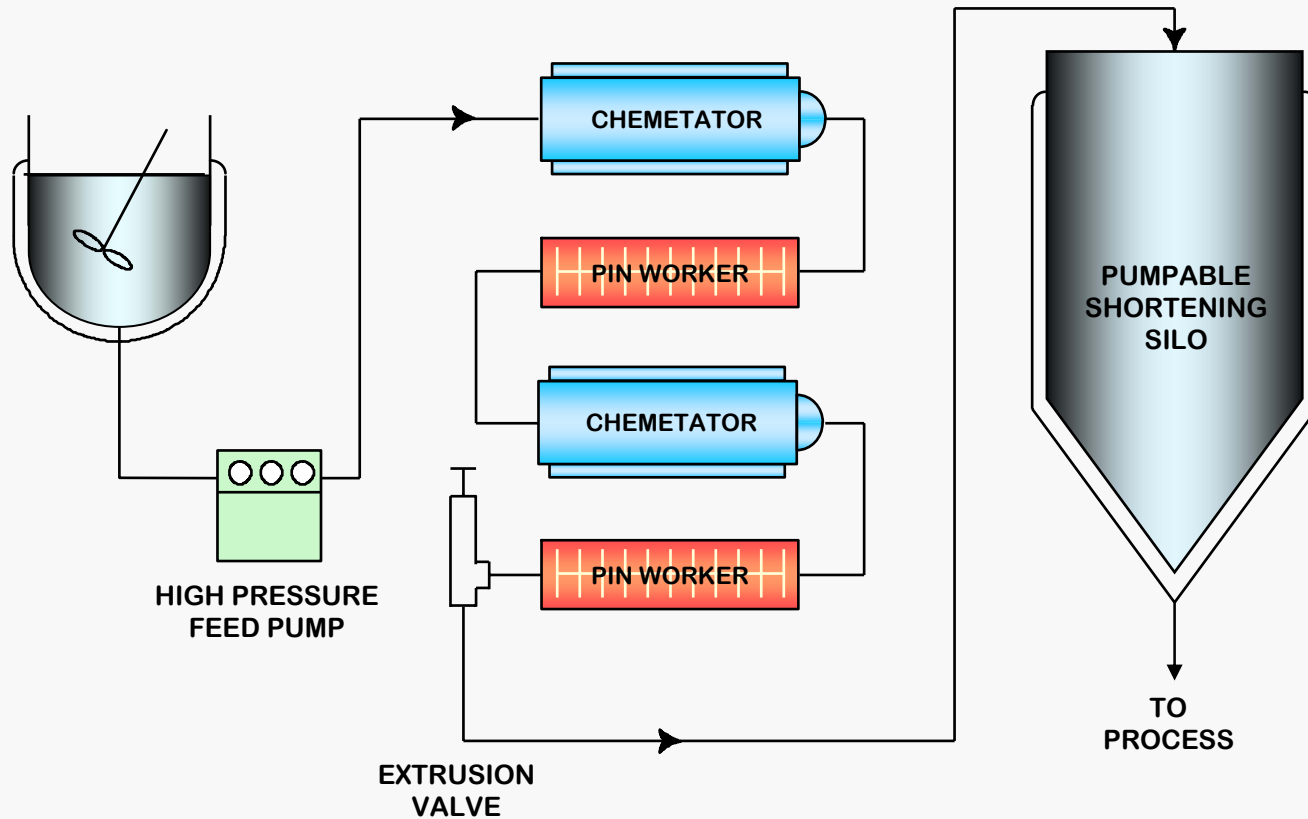 CHEMETATOR
PIN WORKER
CHEMETATOR
PIN WORKER
HIGH PRESSURE
FEED PUMP
EXTRUSION
VALVE
PUMPABLE
SHORTENING
SILO
TO
PROCESS